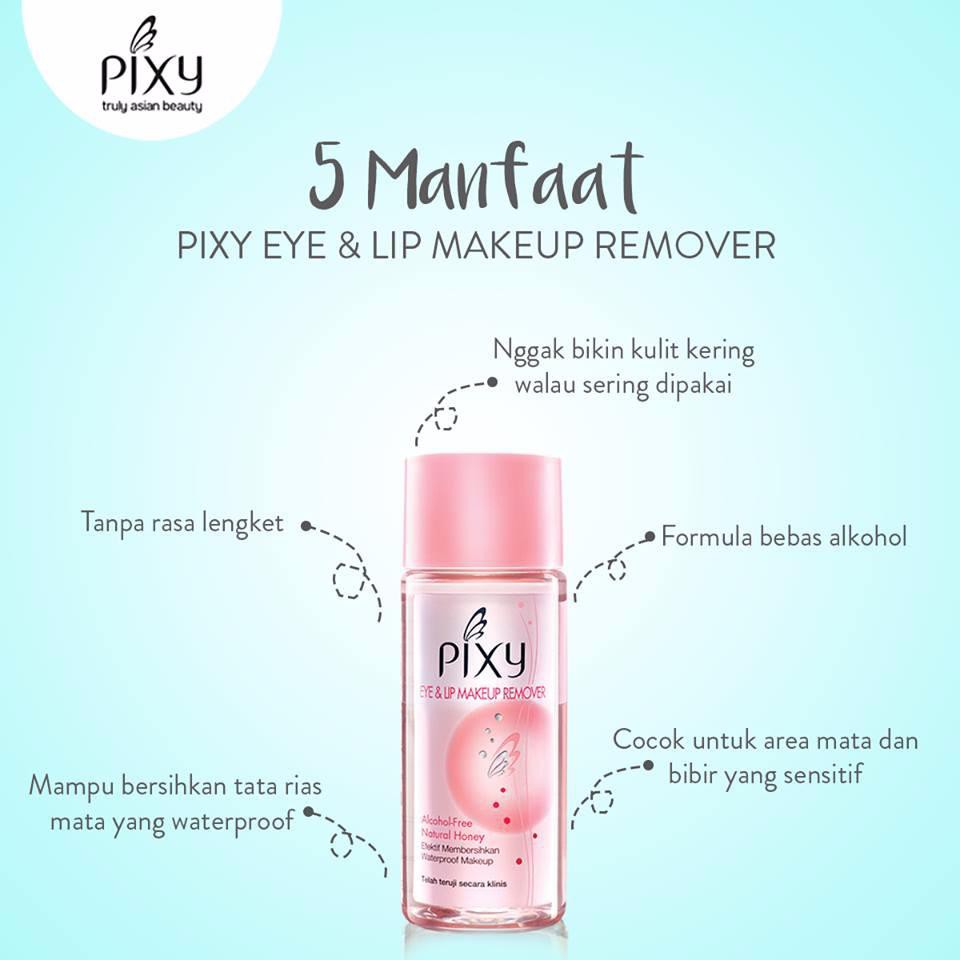 PIXY
truly asian beauty
5 Manfaat
PIXY EYE & LIP MAKEUP REMOVER
Nggak bikin kulit kering
walau sering dipakai
Tanpa rasa lengket
Formula bebas alkohol
Cocok untuk area mata dan
bibir yang sensitif
Mampu bersihkan tata rias
mata yang waterproof
PIXY
EYE & LIP MAKEUP REMOVER
Alcohol-Free
Natural Honey
Efektif Membersihkan
Waterproof Makeup
Telah teruji secara klinis